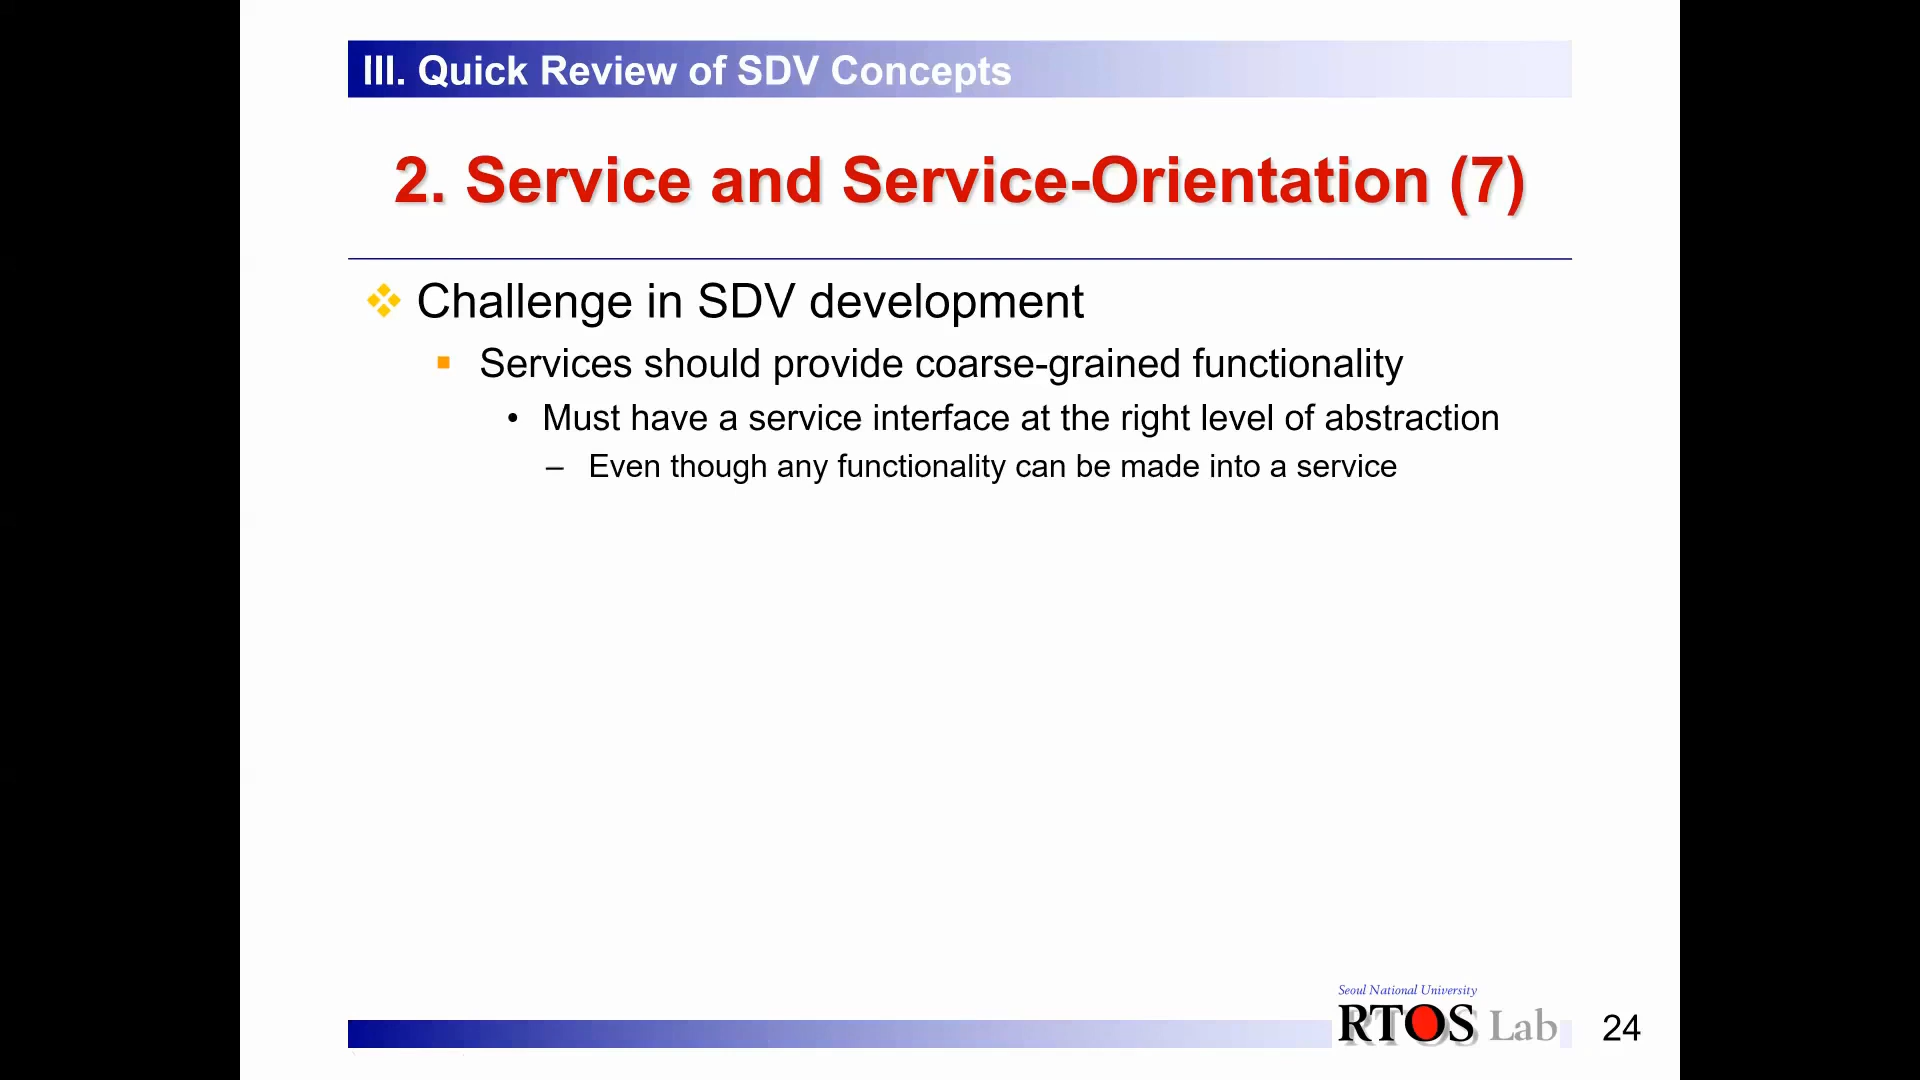 III. Quick Review of SDV Concepts
2. Service and Service-Orientation (7)
❖ Challenge in SDV development
▪ Services should provide coarse-grained functionality
• Must have a service interface at the right level of abstraction
– Even though any functionality can be made into a service
Seoul National University
RTOS Lab
24